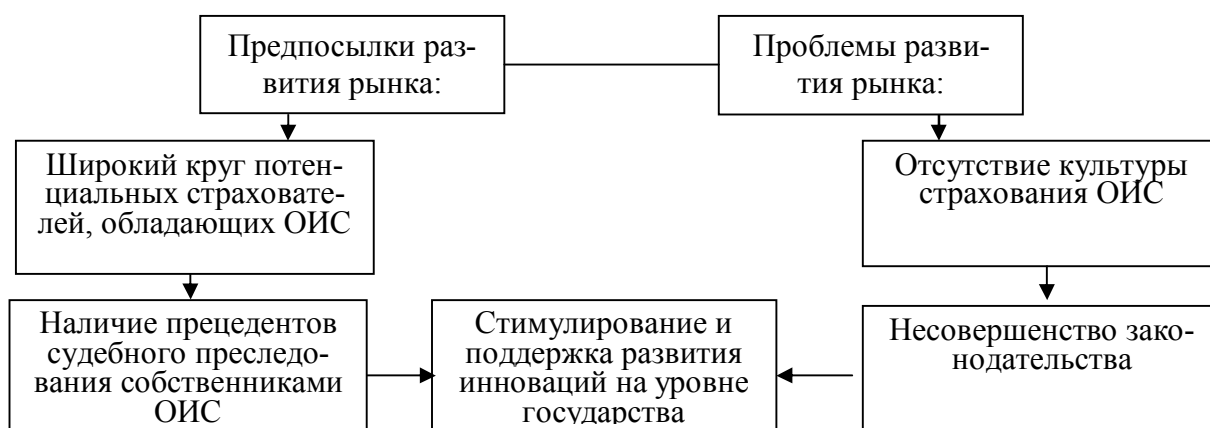 Предпосылки раз-
вития рынка:
Проблемы разви-
тия рынка:
Широкий круг потен-
циальных страховате-
лей, обладающих ОИС
Отсутствие культуры
страхования ОИС
Наличие прецедентов
судебного преследо-
вания собственниками
ОИС
Стимулирование и
поддержка развития
инноваций на уровне
государства
Несовершенство зако-
нодательства